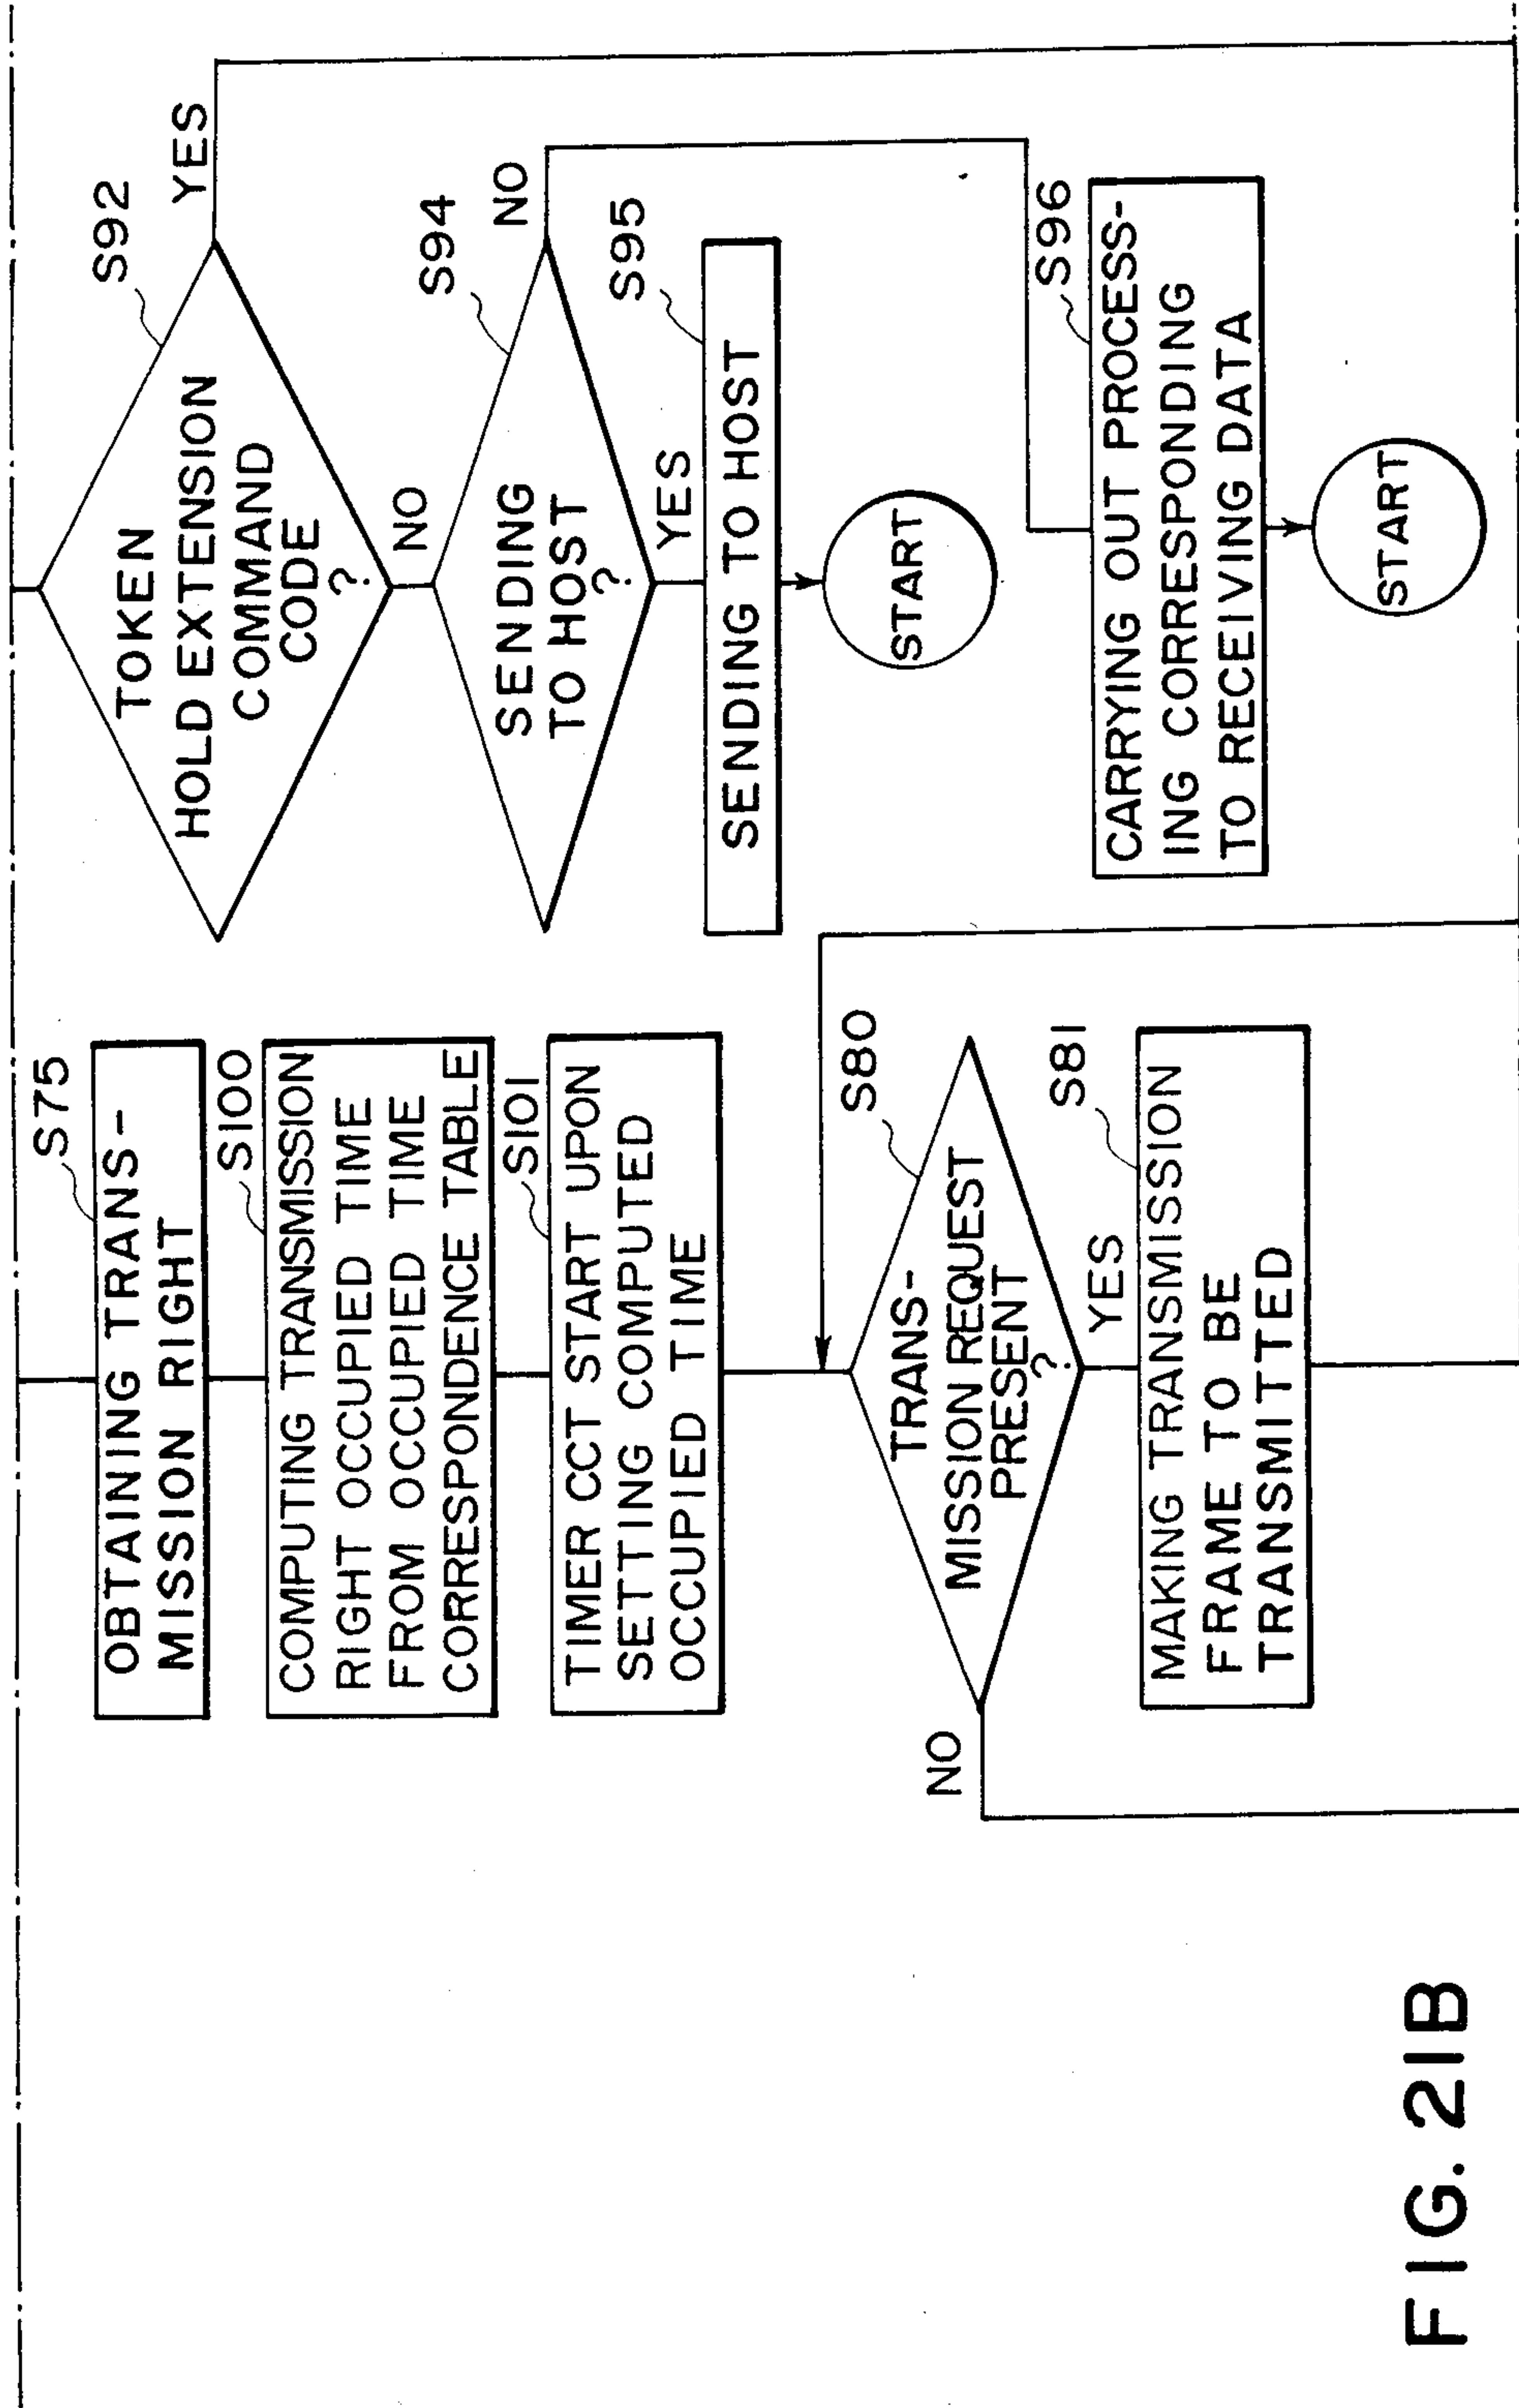 S75
OBTAINING TRANS-
MISSION RIGHT
S100
COMPUTING TRANSMISSION
RIGHT OCCUPIED TIME
FROM OCCUPIED TIME
CORRESPONDENCE TABLE
S101
TIMER CCT START UPON
SETTING COMPUTED
OCCUPIED TIME
S80
TRANS-
MISSION REQUEST
PRESENT
?
NO
YES
S81
MAKING TRANSMISSION
FRAME TO BE
TRANSMITTED
S92
TOKEN
HOLD EXTENSION
COMMAND
CODE
?
YES
NO
S94
SENDING
TO HOST
?
NO
YES
S95
SENDING TO HOST
START
S96
CARRYING OUT PROCESS-
ING CORRESPONDING
TO RECEIVING DATA
START
FIG. 21B